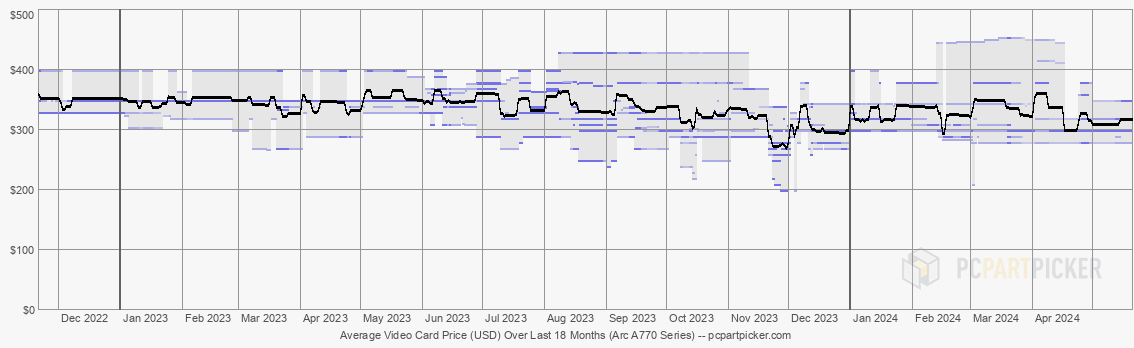 $500
$400
$300
$200
$100
$0
Dec 2022 Jan 2023 Feb 2023 Mar 2023 Apr 2023 May 2023 Jun 2023 Jul 2023 Aug 2023 Sep 2023 Oct 2023 Nov 2023 Dec 2023 Jan 2024 Feb 2024 Mar 2024 Apr 2024
PCPARTPICKER
Average Video Card Price (USD) Over Last 18 Months (Arc A770 Series) -- pcpartpicker.com